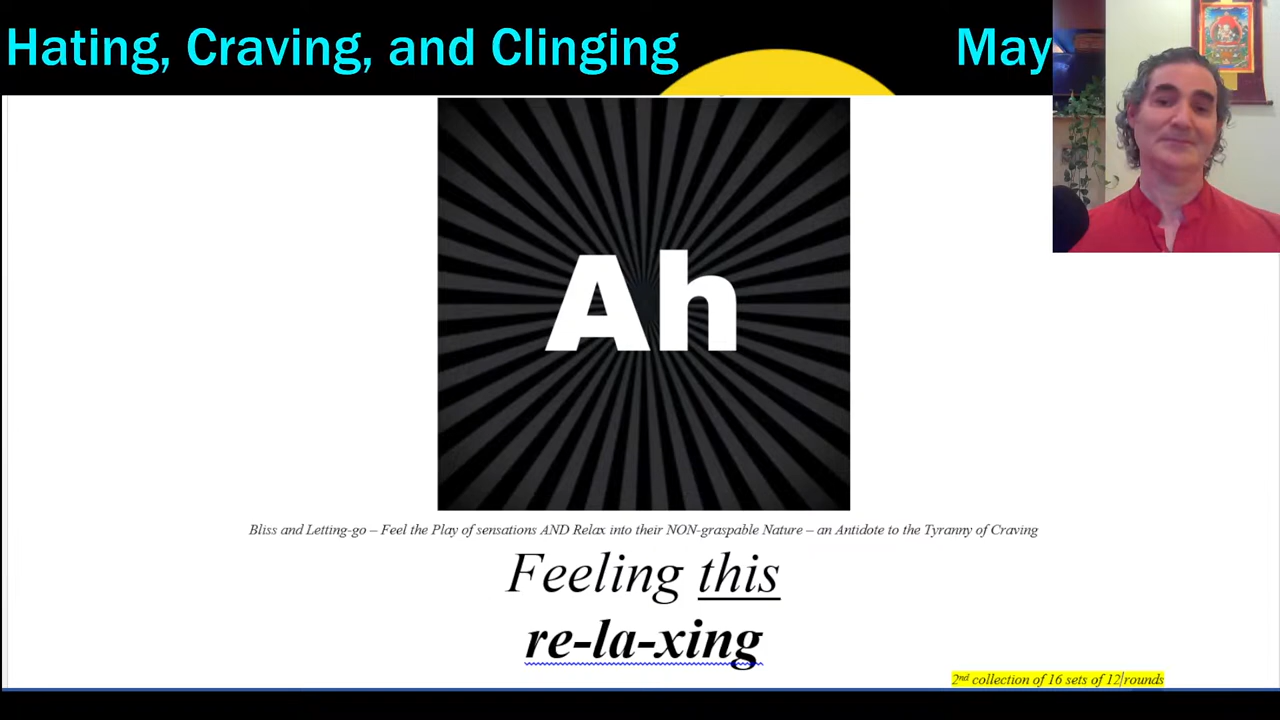 Hating, Craving, and Clinging May
Ah
Bliss and Letting-go – Feel the Play of sensations AND Relax into their NON-graspable Nature – an Antidote to the Tyranny of Craving
Feeling this
re-la-xing
2nd collection of 16 sets of 12 rounds